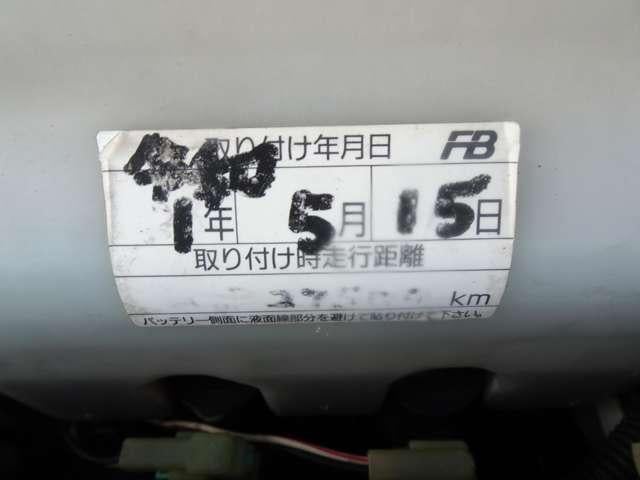 取り付け年月日 FB
令和
1年 5月 15日
取り付け時走行距離
km
バッテリー側面に液面線部分を避けて貼り付けて下さい。